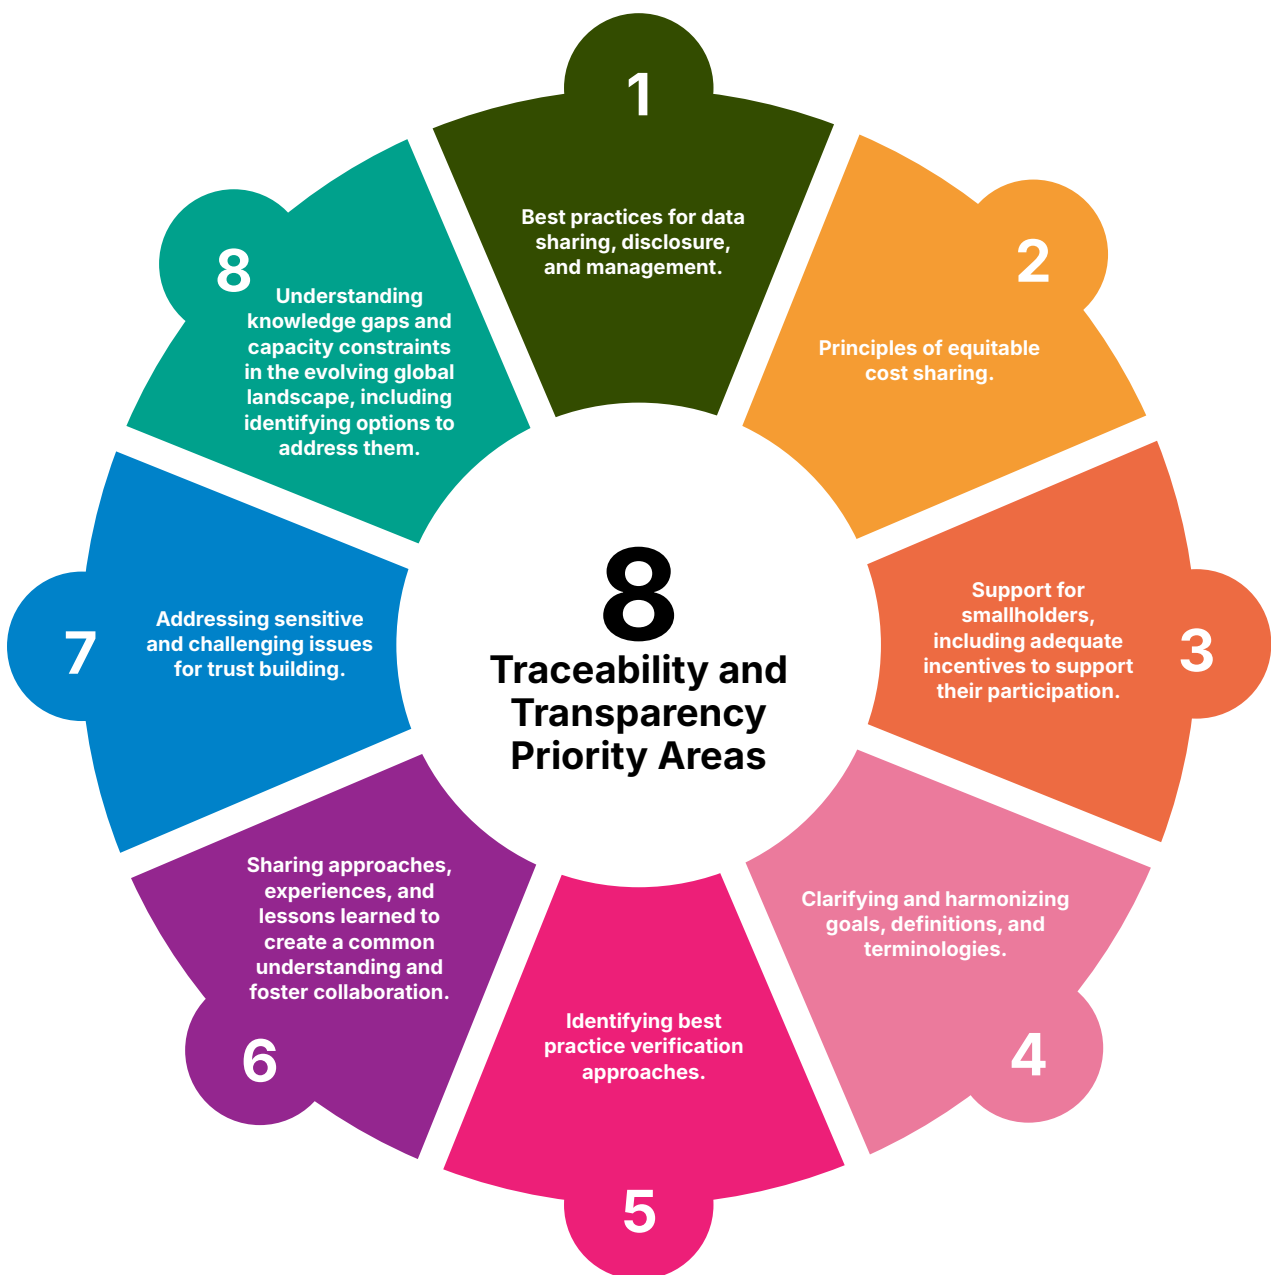 1
Best practices for data
sharing, disclosure,
and management.
2
Principles of equitable
cost sharing.
3
Support for
smallholders,
including adequate
incentives to support
their participation.
4
Clarifying and harmonizing
goals, definitions, and
terminologies.
5
Identifying best
practice verification
approaches.
6
Sharing approaches,
experiences, and
lessons learned to
create a common
understanding and
foster collaboration.
7
Addressing sensitive
and challenging issues
for trust building.
8
Understanding
knowledge gaps and
capacity constraints
in the evolving global
landscape, including
identifying options to
address them.
8
Traceability and
Transparency
Priority Areas